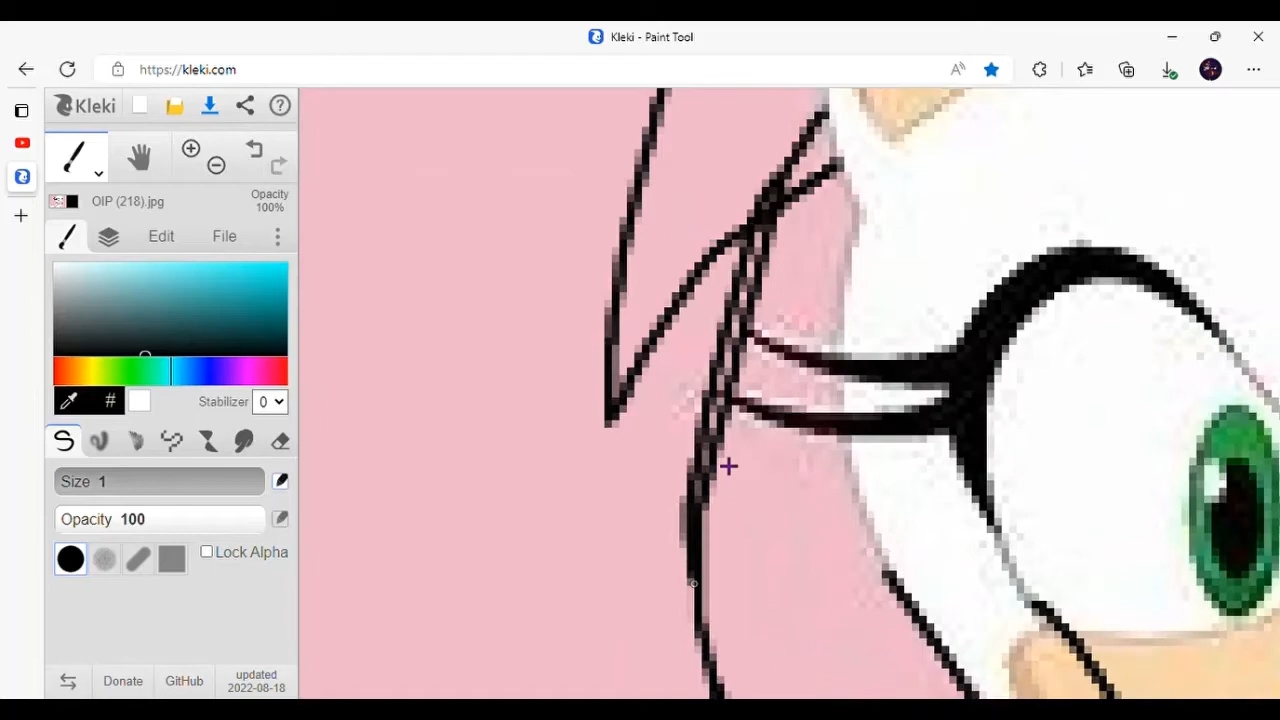 Kleki - Paint Tool
https://kleki.com
Kleki
OIP (218).jpg
Opacity
100%
Edit
File
#
Stabilizer
0
Size 1
Opacity 100
Lock Alpha
Donate
GitHub
updated
2022-08-18